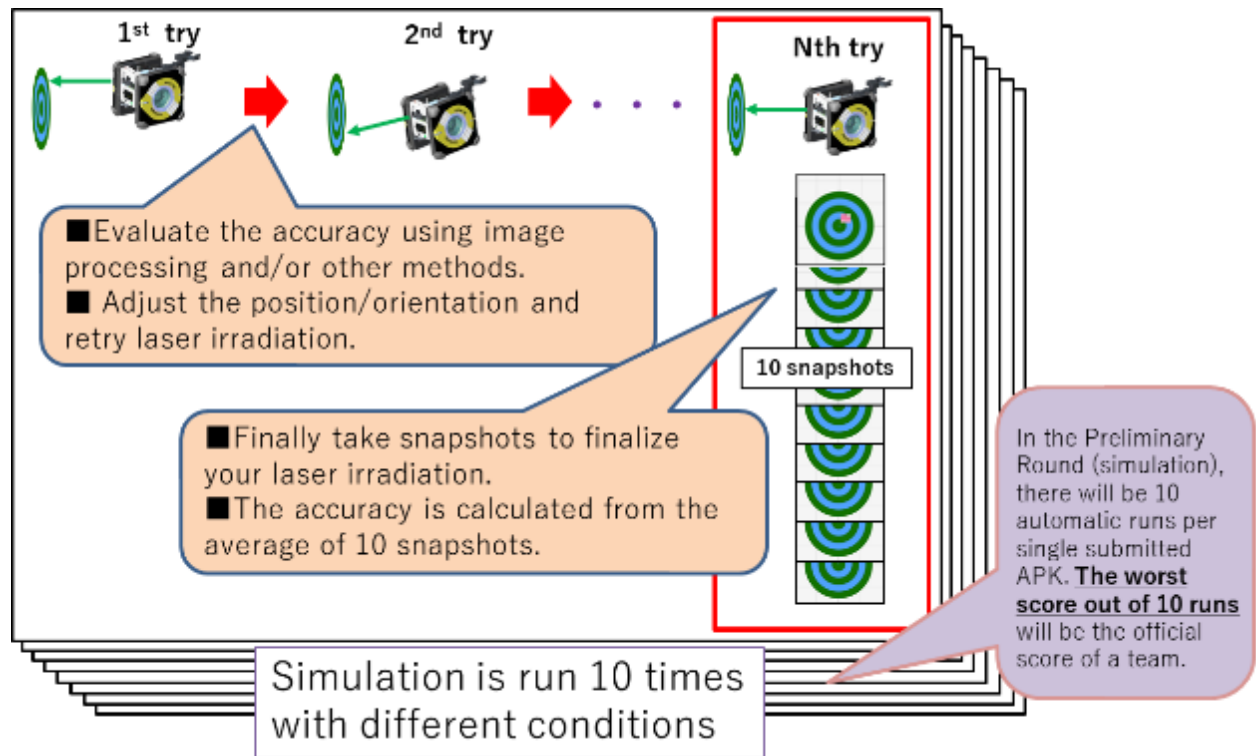 1st try
2nd try
Nth try
■Evaluate the accuracy using image
processing and/or other methods.
■ Adjust the position/orientation and
retry laser irradiation.
10 snapshots
■Finally take snapshots to finalize
your laser irradiation.
■The accuracy is calculated from the
average of 10 snapshots.
In the Preliminary
Round (simulation),
there will be 10
automatic runs per
single submitted
APK. The worst
score out of 10 runs
will be the official
score of a team.
Simulation is run 10 times
with different conditions